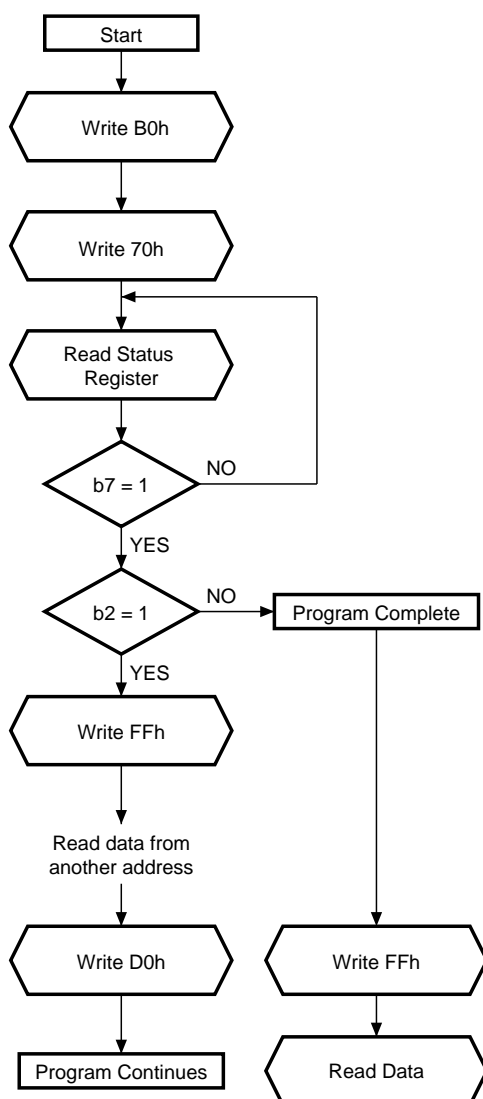 Start
Write B0h
Write 70h
Read Status
Register
b7 = 1
NO
YES
b2 = 1
NO
Program Complete
YES
Write FFh
Read data from
another address
Write D0h
Write FFh
Program Continues
Read Data